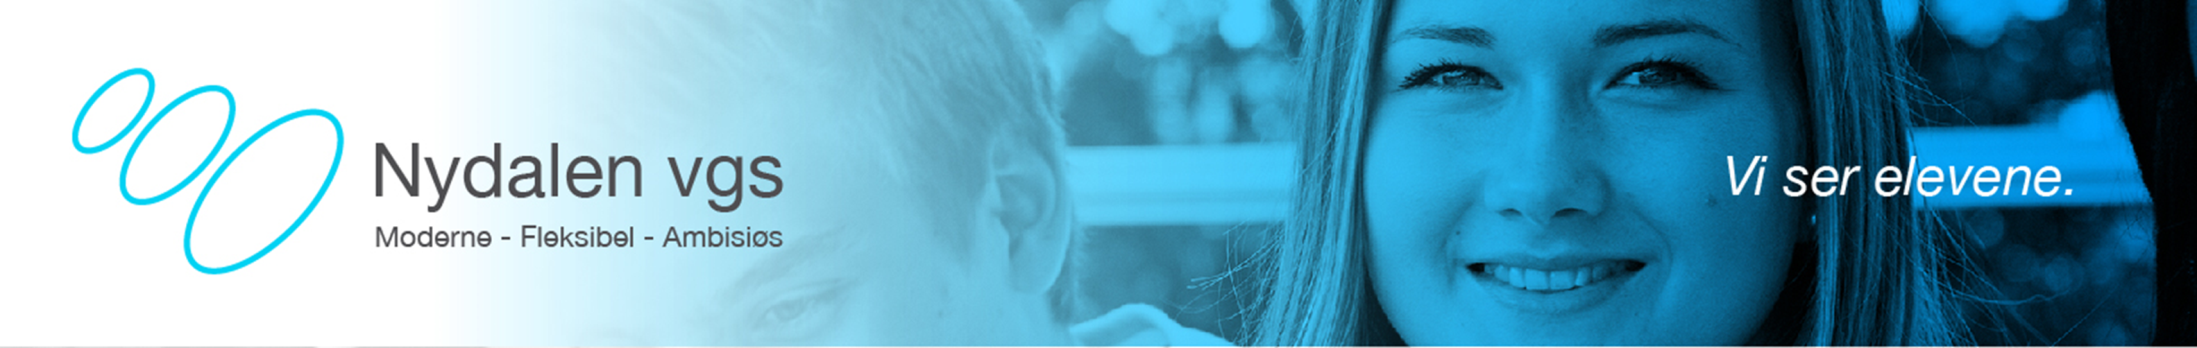 Nydalen vgs
Moderne - Fleksibel - Ambisiøs
Vi ser elevene.